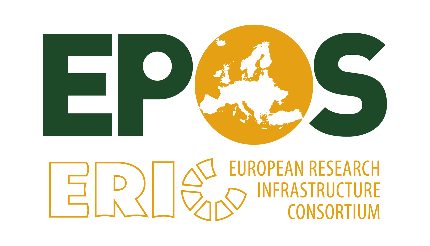 EPOS
ERIC
EUROPEAN RESEARCH
INFRASTRUCTURE
CONSORTIUM